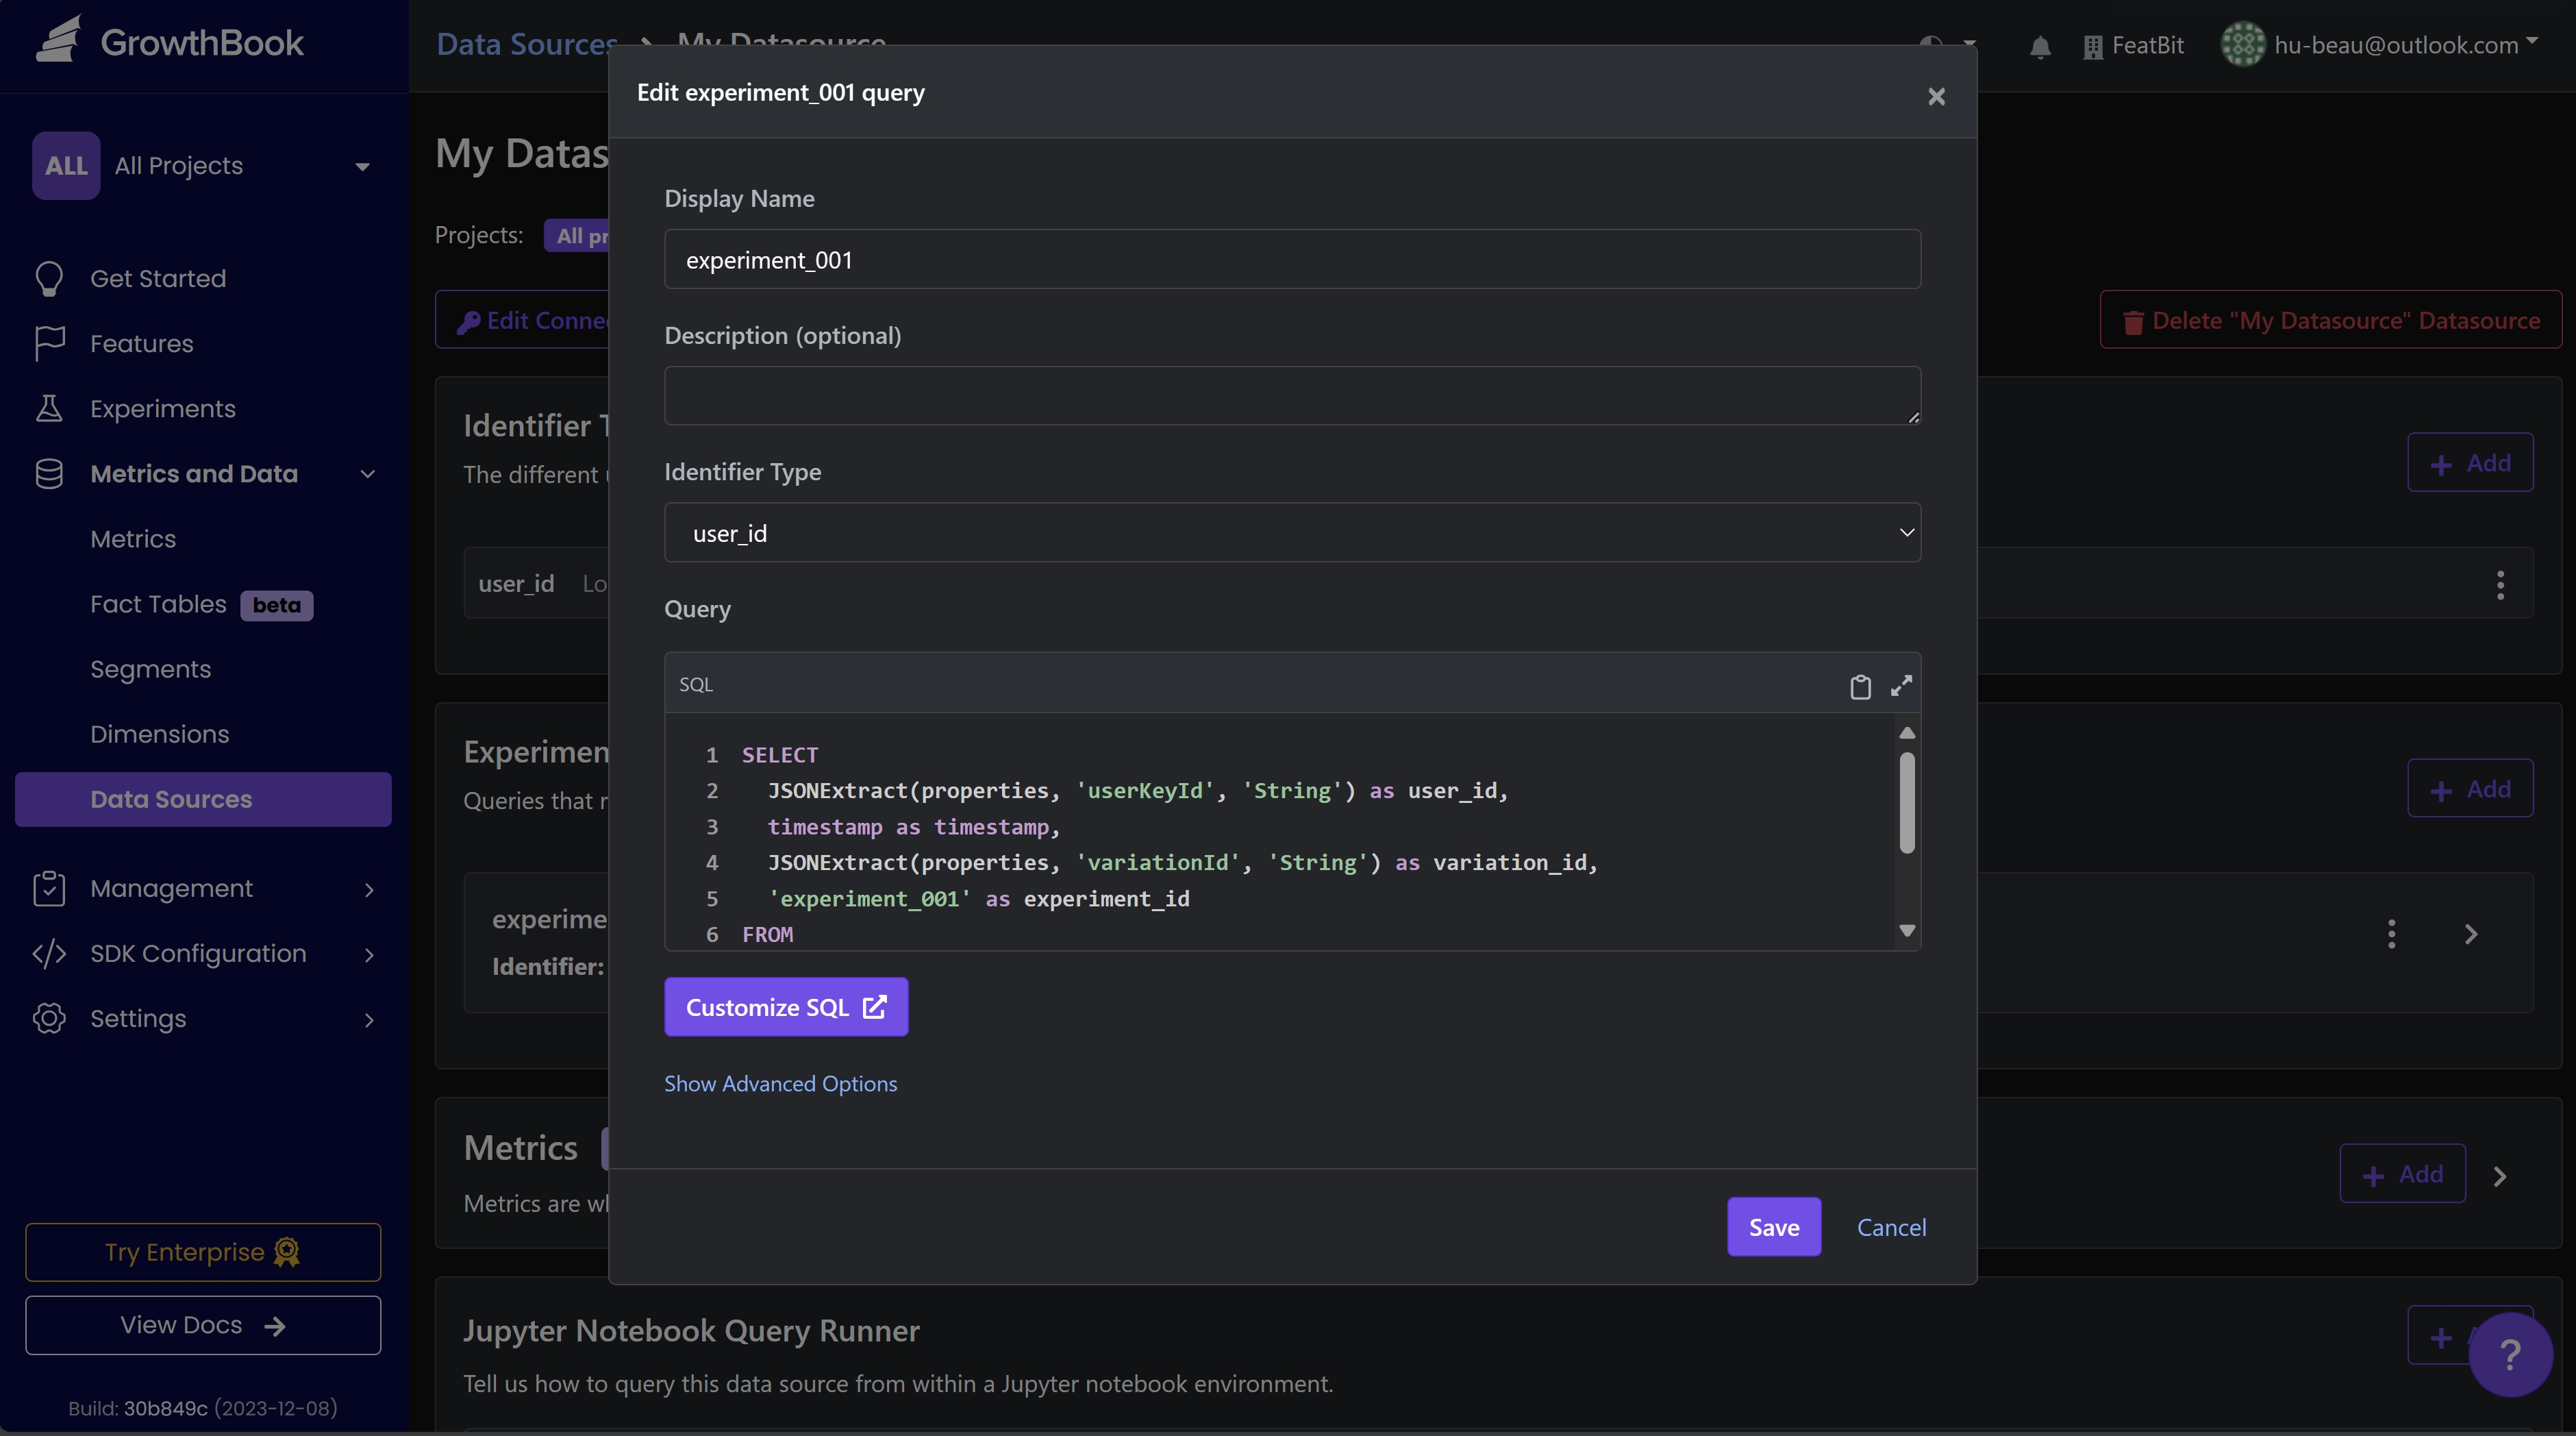 GrowthBook
ALL All Projects
Get Started
Features
Experiments
Metrics and Data
Metrics
Fact Tables beta
Segments
Dimensions
Data Sources
Management
SDK Configuration
Settings
Try Enterprise
View Docs
Build: 30b849c (2023-12-08)
Data Sources > My Datasource
FeatBit
hu-beau@outlook.com
My Datas
Projects: All pr
Edit Connec
Delete "My Datasource" Datasource
Identifier T
The different
Add
user_id Lo
Experimen
Queries that r
Add
experime
Identifier:
Metrics
Metrics are wh
Add
Jupyter Notebook Query Runner
Tell us how to query this data source from within a Jupyter notebook environment.
?
Edit experiment_001 query
×
Display Name
experiment_001
Description (optional)
Identifier Type
user_id
Query
SQL
1 SELECT
2 JSONExtract(properties, 'userKeyId', 'String') as user_id,
3 timestamp as timestamp,
4 JSONExtract(properties, 'variationId', 'String') as variation_id,
5 'experiment_001' as experiment_id
6 FROM
Customize SQL
Show Advanced Options
Save
Cancel